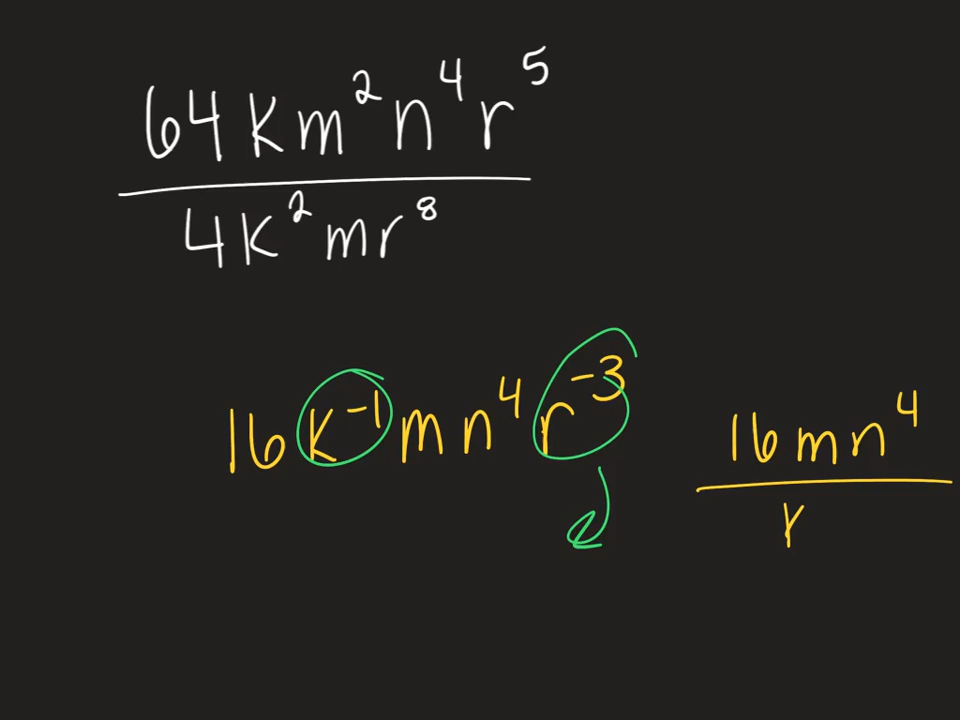 64km²n⁴r⁵
4k²mr⁸
16k⁻¹mn⁴r⁻³
16mn⁴